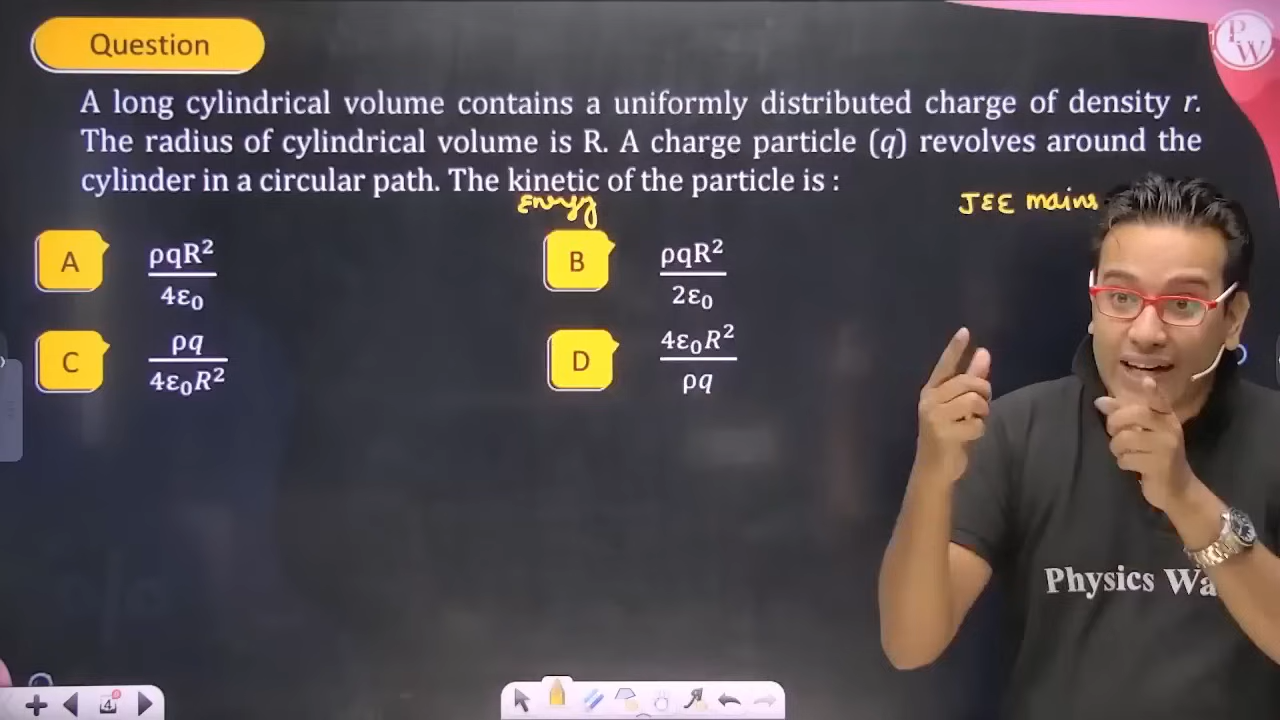 Question
PW
A long cylindrical volume contains a uniformly distributed charge of density r.
The radius of cylindrical volume is R. A charge particle (q) revolves around the
cylinder in a circular path. The kinetic of the particle is :
Energy
JEE mains
A ρqR²/4ε₀
B ρqR²/2ε₀
C ρq/4ε₀R²
D 4ε₀R²/ρq
Physics Wa
4